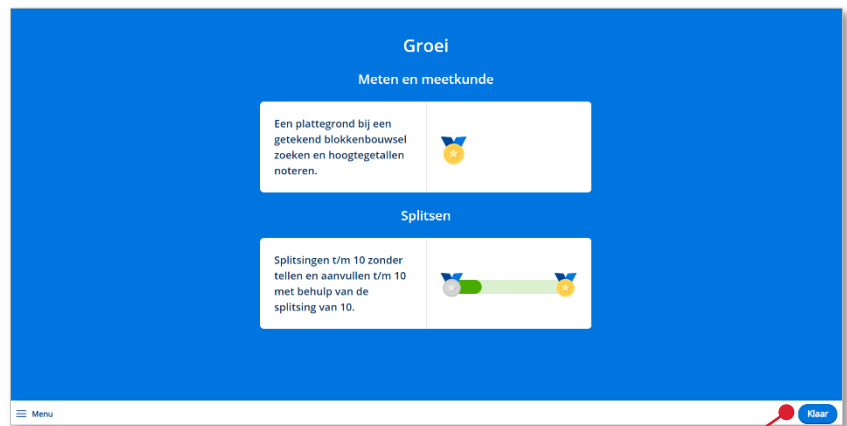 Groei
Meten en meetkunde
Een plattegrond bij een
getekend blokkenbouwsel
zoeken en hoogtegetallen
noteren.
Splitsen
Splitsingen t/m 10 zonder
tellen en aanvullen t/m 10
met behulp van de
splitsing van 10.
Menu
Klaar